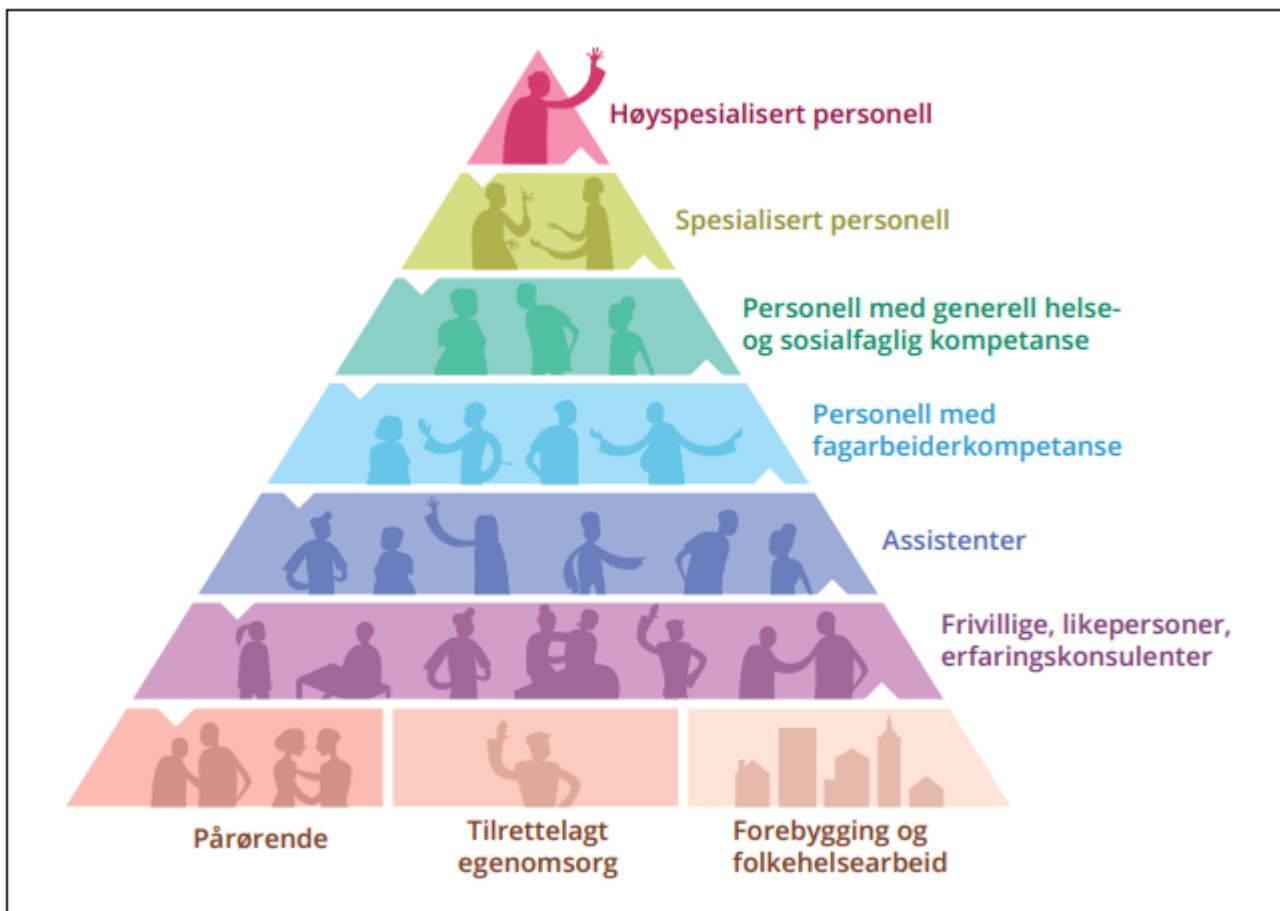 Høyspesialisert personell
Spesialisert personell
Personell med generell helse-
og sosialfaglig kompetanse
Personell med
fagarbeiderkompetanse
Assistenter
Frivillige, likepersoner,
erfaringskonsulenter
Pårørende
Tilrettelagt
egenomsorg
Forebygging og
folkehelsearbeid